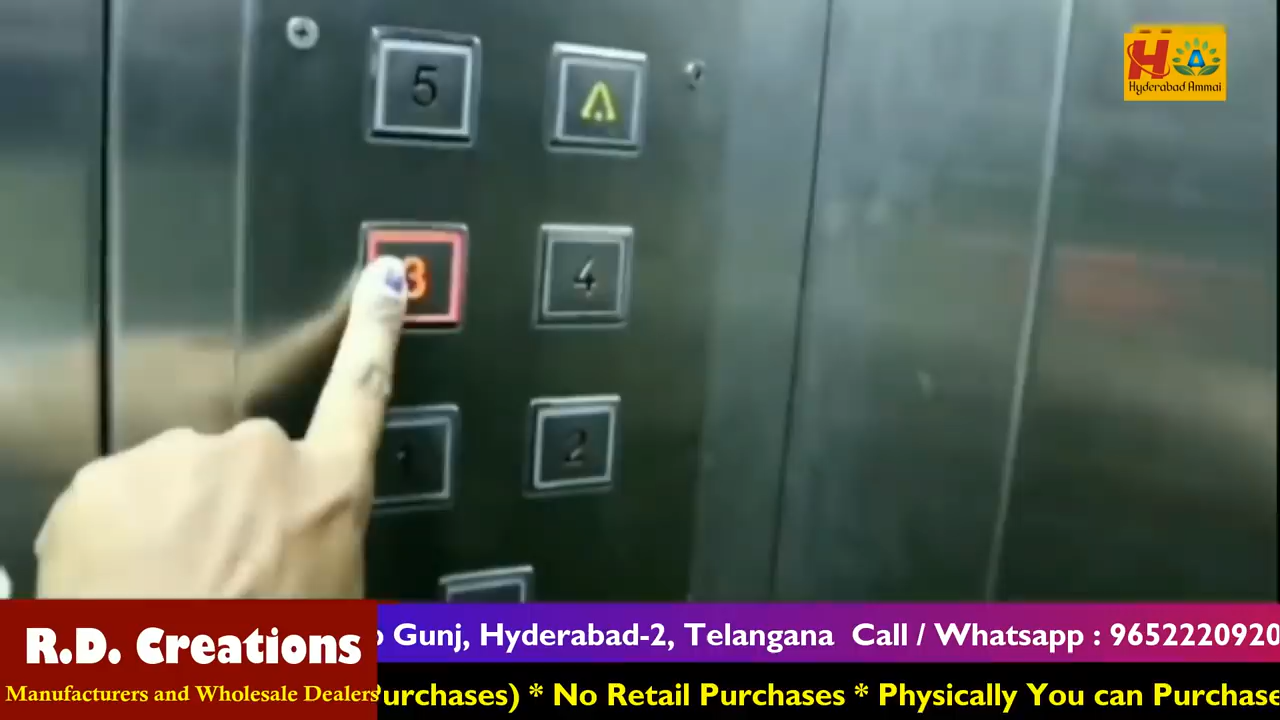 5
H A
Hyderabad Ammai
3
4
1
2
R.D. Creations
Manufacturers and Wholesale Dealers
Gunj, Hyderabad-2, Telangana Call / Whatsapp : 9652220920
Purchases) * No Retail Purchases * Physically You can Purchase